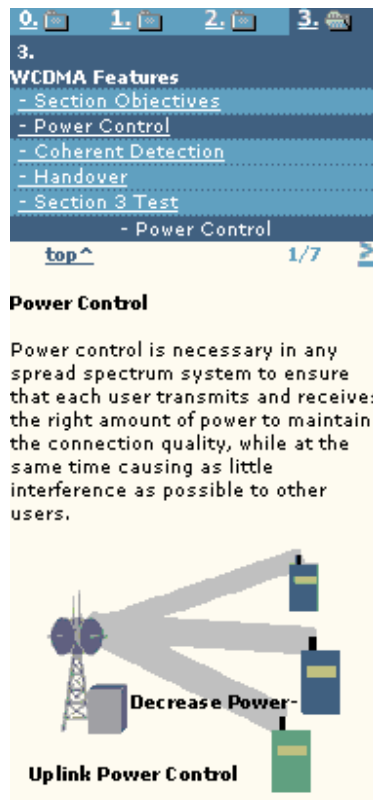 0. 1. 2. 3.
3.
WCDMA Features
- Section Objectives
- Power Control
- Coherent Detection
- Handover
- Section 3 Test
- Power Control
top^ 1/7 >
Power Control
Power control is necessary in any
spread spectrum system to ensure
that each user transmits and receives
the right amount of power to maintain
the connection quality, while at the
same time causing as little
interference as possible to other
users.
Decrease Power-
Uplink Power Control